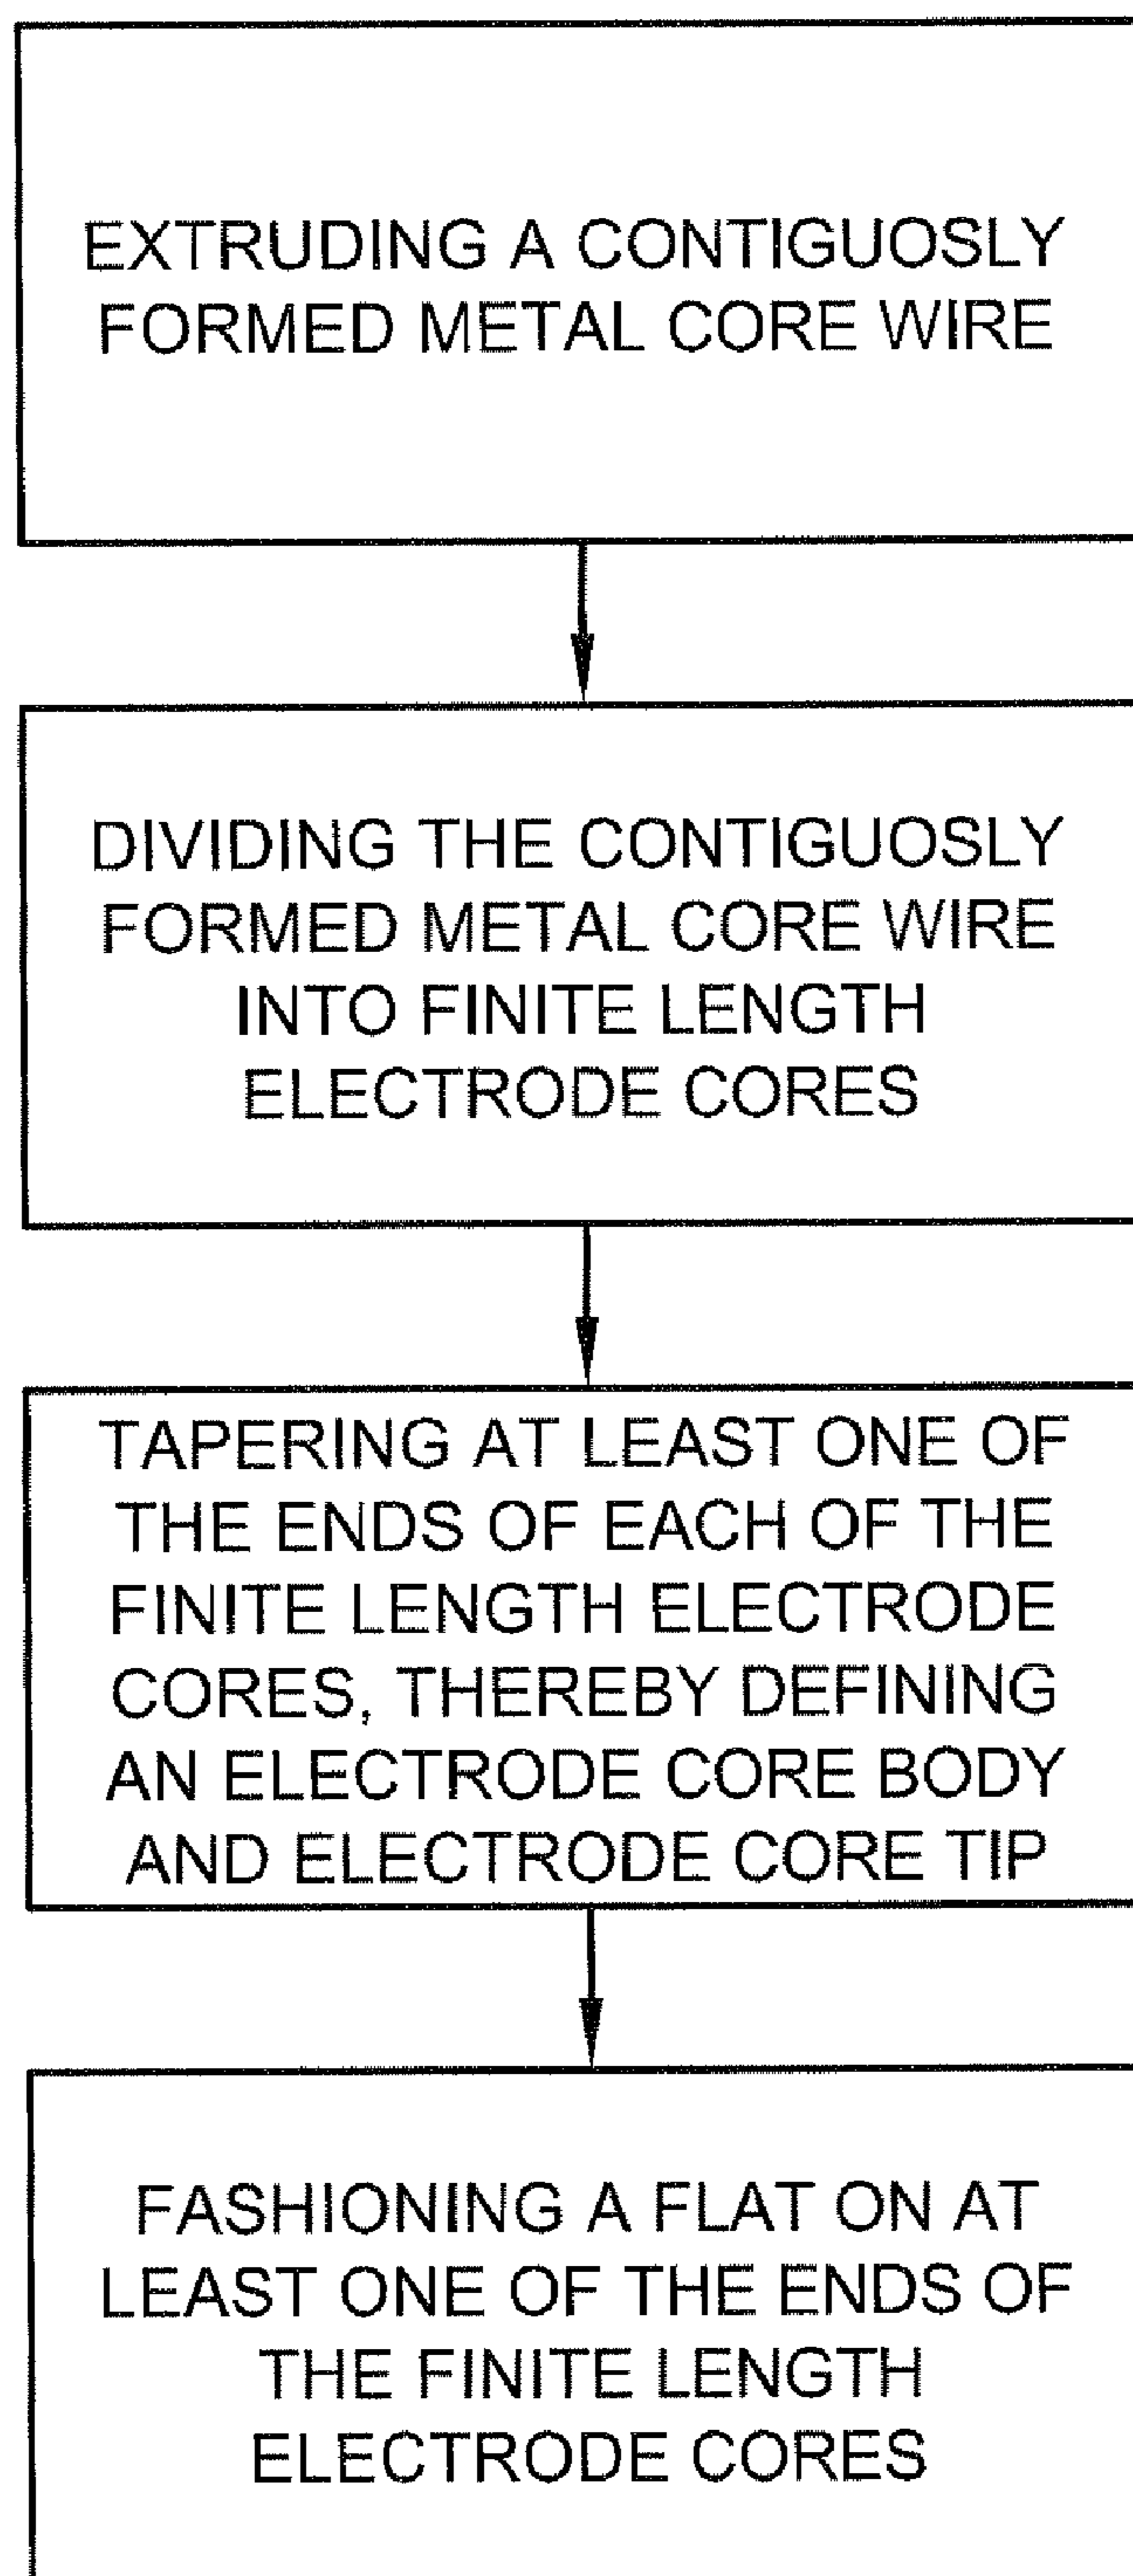 EXTRUDING A CONTIGUOSLY
FORMED METAL CORE WIRE
DIVIDING THE CONTIGUOSLY
FORMED METAL CORE WIRE
INTO FINITE LENGTH
ELECTRODE CORES
TAPERING AT LEAST ONE OF
THE ENDS OF EACH OF THE
FINITE LENGTH ELECTRODE
CORES, THEREBY DEFINING
AN ELECTRODE CORE BODY
AND ELECTRODE CORE TIP
FASHIONING A FLAT ON AT
LEAST ONE OF THE ENDS OF
THE FINITE LENGTH
ELECTRODE CORES